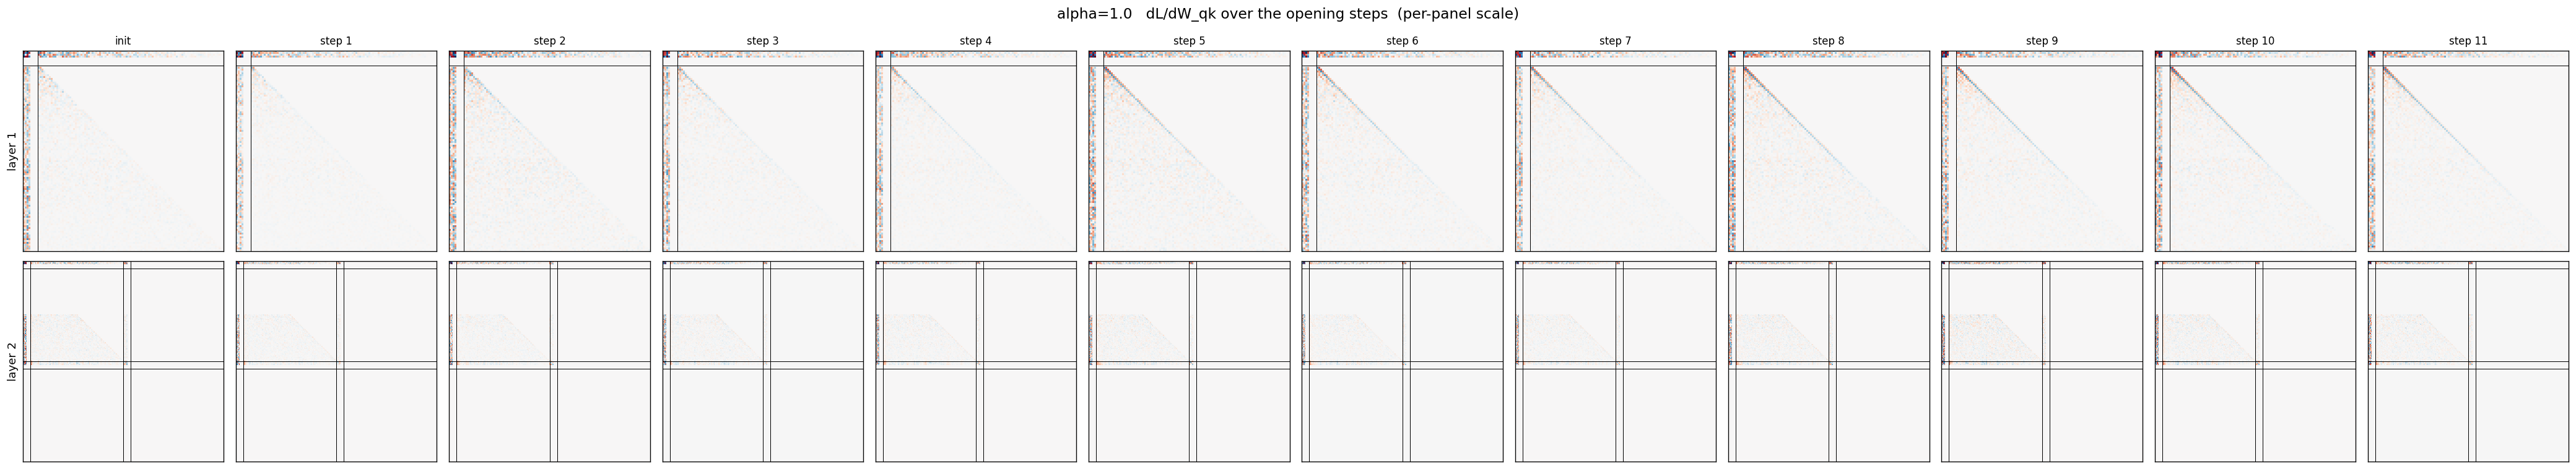 alpha=1.0   dL/dW_qk over the opening steps  (per-panel scale)
init step 1 step 2 step 3 step 4 step 5 step 6 step 7 step 8 step 9 step 10 step 11
layer 1
layer 2